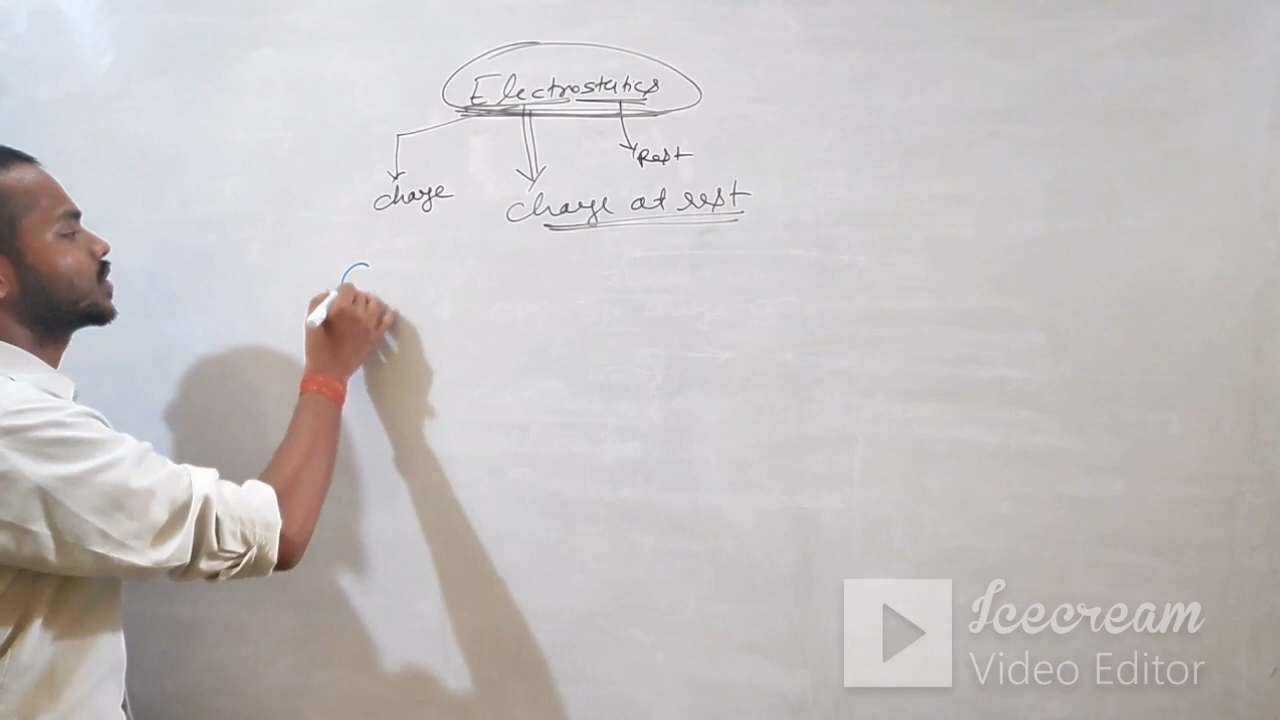 Electrostatics
Rest
charge
charge at rest
Icecream
Video Editor